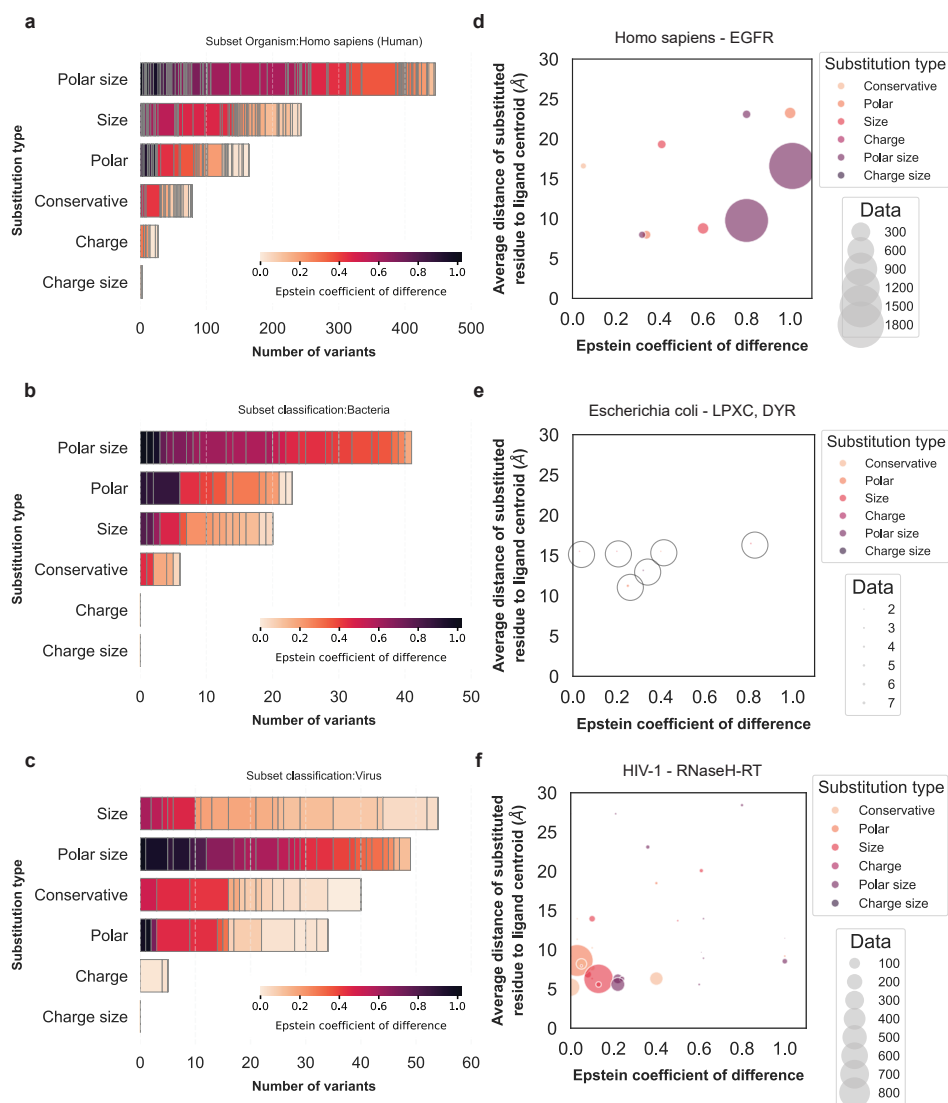 a
Subset Organism:Homo sapiens (Human)
Substitution type
Polar size
Size
Polar
Conservative
Charge
Charge size
0.0 0.2 0.4 0.6 0.8 1.0
Epstein coefficient of difference
0 100 200 300 400 500
Number of variants
d
Homo sapiens - EGFR
Average distance of substituted
residue to ligand centroid (Å)
30
25
20
15
10
5
0
0.0 0.2 0.4 0.6 0.8 1.0
Epstein coefficient of difference
Substitution type
Conservative
Polar
Size
Charge
Polar size
Charge size
Data
300
600
900
1200
1500
1800
b
Subset classification:Bacteria
Substitution type
Polar size
Polar
Size
Conservative
Charge
Charge size
0.0 0.2 0.4 0.6 0.8 1.0
Epstein coefficient of difference
0 10 20 30 40 50
Number of variants
e
Escherichia coli - LPXC, DYR
Average distance of substituted
residue to ligand centroid (Å)
30
25
20
15
10
5
0
0.0 0.2 0.4 0.6 0.8 1.0
Epstein coefficient of difference
Substitution type
Conservative
Polar
Size
Charge
Polar size
Charge size
Data
2
3
4
5
6
7
c
Subset classification:Virus
Substitution type
Size
Polar size
Conservative
Polar
Charge
Charge size
0.0 0.2 0.4 0.6 0.8 1.0
Epstein coefficient of difference
0 10 20 30 40 50 60
Number of variants
f
HIV-1 - RNaseH-RT
Average distance of substituted
residue to ligand centroid (Å)
30
25
20
15
10
5
0
0.0 0.2 0.4 0.6 0.8 1.0
Epstein coefficient of difference
Substitution type
Conservative
Polar
Size
Charge
Polar size
Charge size
Data
100
200
300
400
500
600
700
800